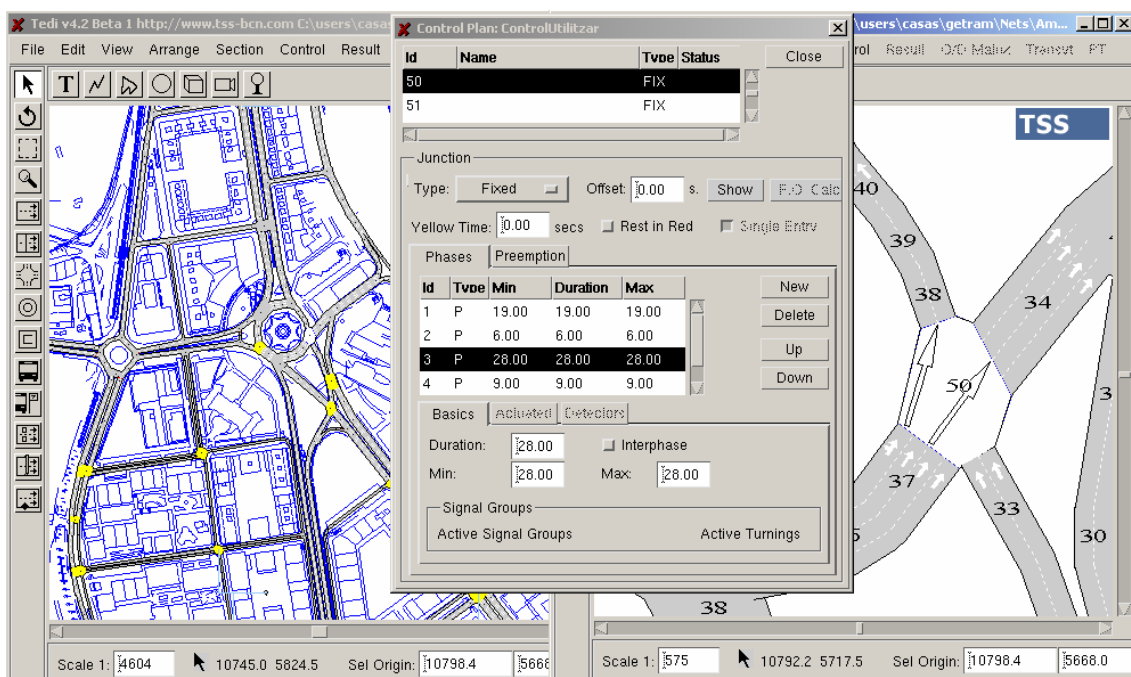 Tedi v4.2 Beta 1 http://www.tss-bcn.com C:\users\casas
File Edit View Arrange Section Control Result
T
Scale 1: 4604 10745.0 5824.5 Sel Origin: 10798.4 5668
Control Plan: ControlUtilitzar
Id Name Type Status
50 FIX
51 FIX
Close
Junction
Type: Fixed Offset: 0.00 s. Show F.O. Calc
Yellow Time: 0.00 secs Rest in Red Single Entry
Phases Preemption
Id Type Min Duration Max
1 P 19.00 19.00 19.00
2 P 6.00 6.00 6.00
3 P 28.00 28.00 28.00
4 P 9.00 9.00 9.00
New
Delete
Up
Down
Basics Actuated Detectors
Duration: 28.00 Interphase
Min: 28.00 Max: 28.00
Signal Groups
Active Signal Groups Active Turnings
\users\casas\getram\Nets\Am...
rol Result O/D Matrix Transyt PT
TSS
40
39
38
34
50
3
37
33
5
30
38
Scale 1: 575 10792.2 5717.5 Sel Origin: 10798.4 5668.0